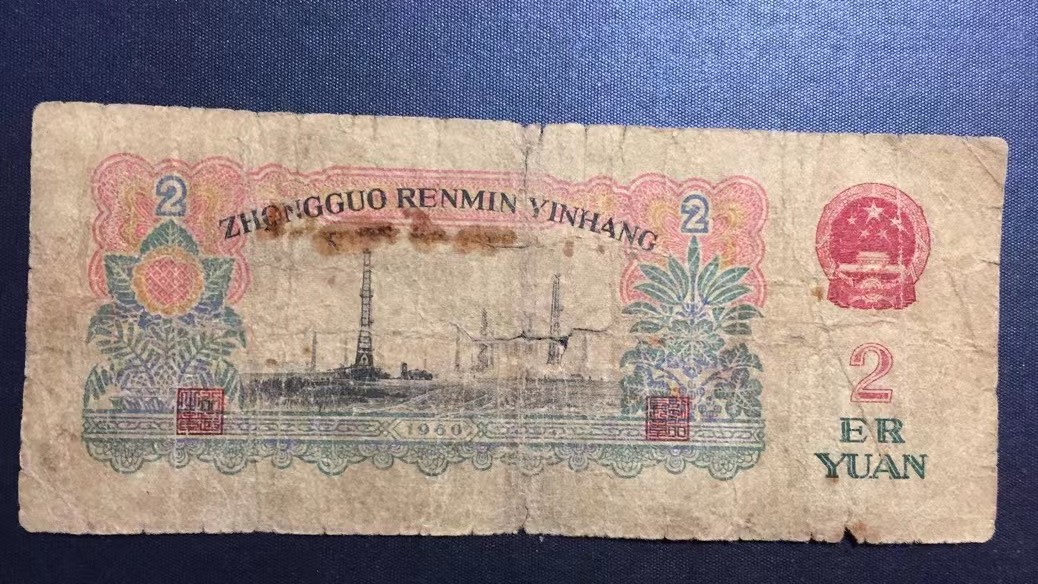 2
2
ZHONGGUO RENMIN YINHANG
2
ER
YUAN
1960